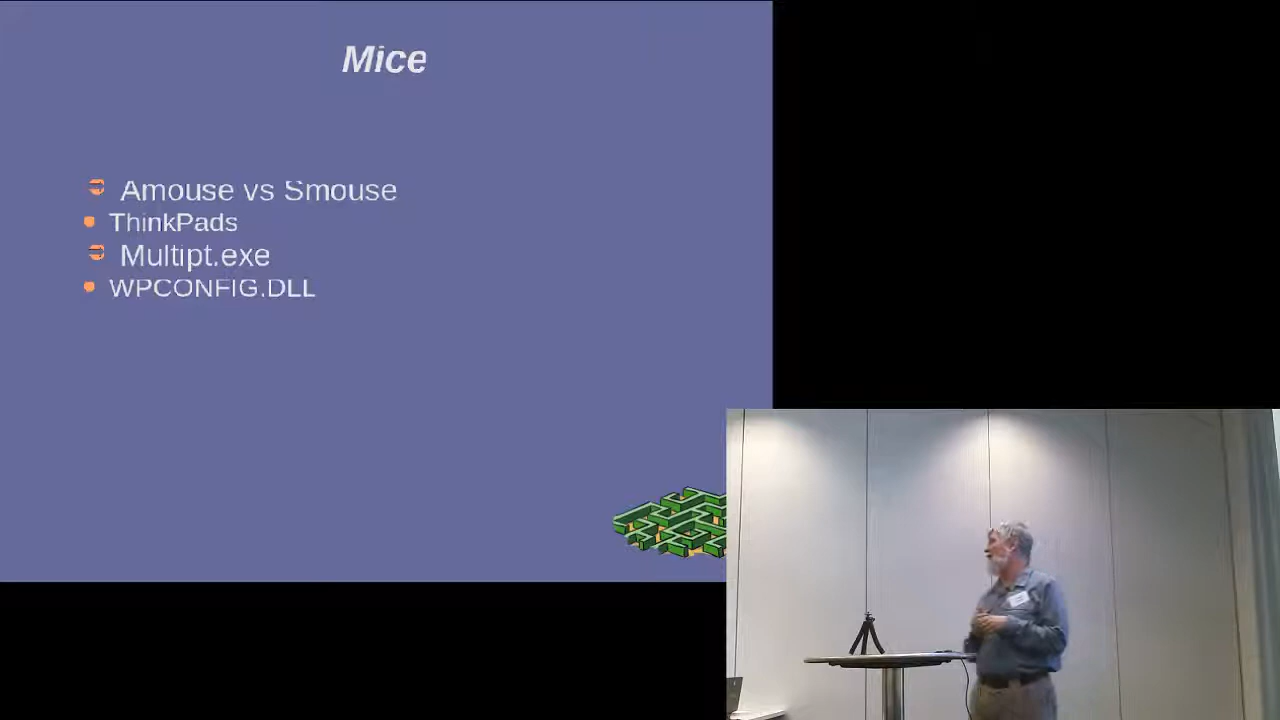 Mice
Amouse vs Smouse
ThinkPads
Multipt.exe
WPCONFIG.DLL